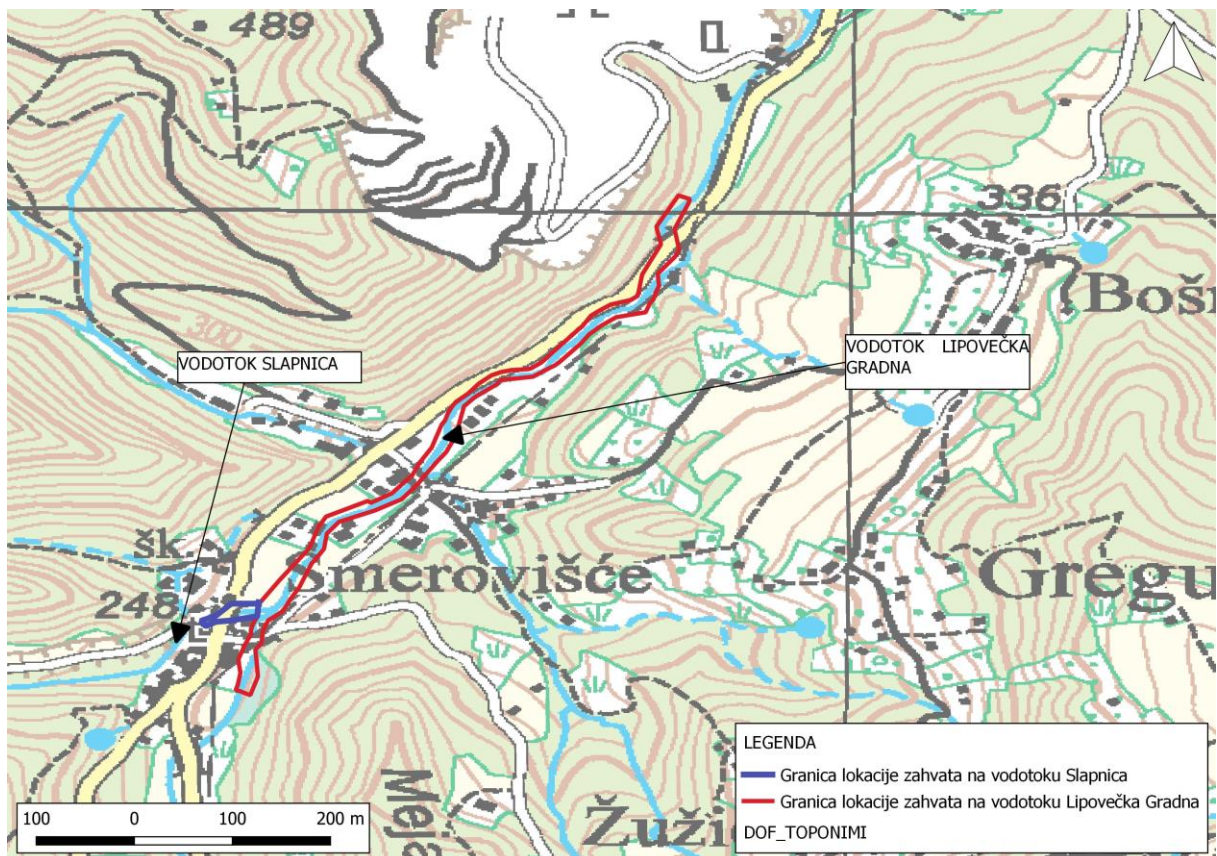 489
336
Bošn
300
VODOTOK SLAPNICA
VODOTOK LIPOVEČKA
GRADNA
šk.
Smerovišće
Gregu
248
Meja
Žuži
LEGENDA
Granica lokacije zahvata na vodotoku Slapnica
Granica lokacije zahvata na vodotoku Lipovečka Gradna
DOF_TOPONIMI
100 0 100 200 m